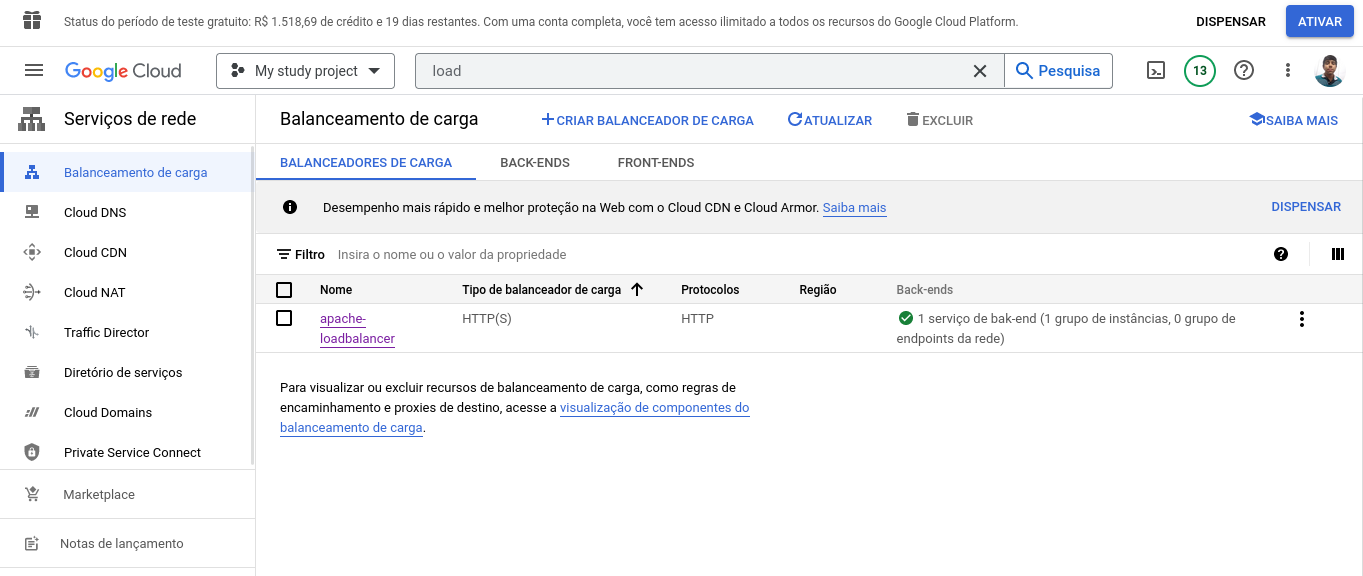 Status do período de teste gratuito: R$ 1.518,69 de crédito e 19 dias restantes. Com uma conta completa, você tem acesso ilimitado a todos os recursos do Google Cloud Platform.
DISPENSAR
ATIVAR
Google Cloud
My study project
load
Pesquisa
13
Serviços de rede
Balanceamento de carga
CRIAR BALANCEADOR DE CARGA
ATUALIZAR
EXCLUIR
SAIBA MAIS
Balanceamento de carga
Cloud DNS
Cloud CDN
Cloud NAT
Traffic Director
Diretório de serviços
Cloud Domains
Private Service Connect
Marketplace
Notas de lançamento
BALANCEADORES DE CARGA
BACK-ENDS
FRONT-ENDS
Desempenho mais rápido e melhor proteção na Web com o Cloud CDN e Cloud Armor. Saiba mais
DISPENSAR
Filtro
Insira o nome ou o valor da propriedade
Nome
Tipo de balanceador de carga
Protocolos
Região
Back-ends
apache-
loadbalancer
HTTP(S)
HTTP
1 serviço de bak-end (1 grupo de instâncias, 0 grupo de
endpoints da rede)
Para visualizar ou excluir recursos de balanceamento de carga, como regras de
encaminhamento e proxies de destino, acesse a visualização de componentes do
balanceamento de carga.